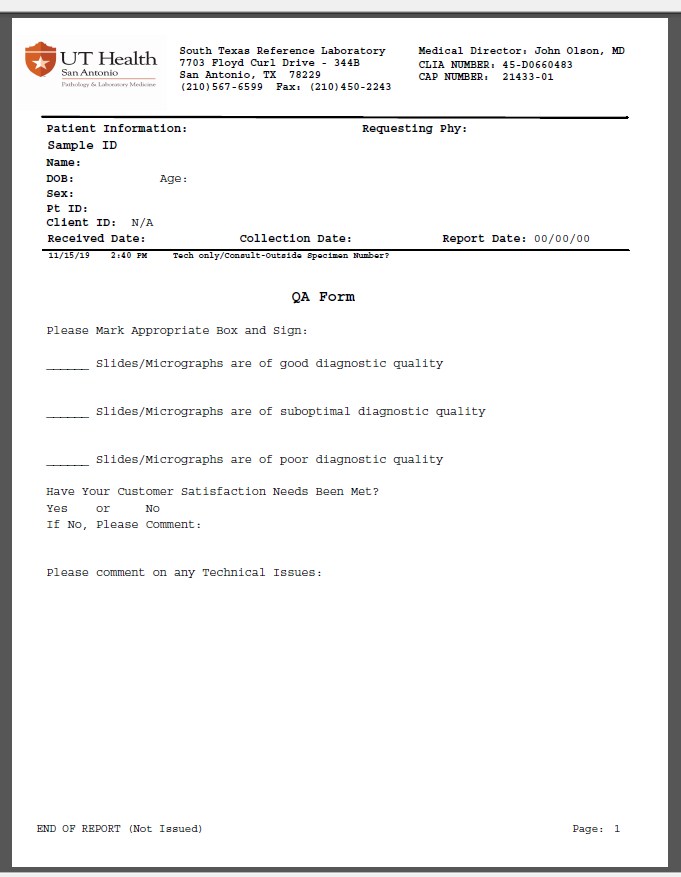 UT Health
San Antonio
Pathology & Laboratory Medicine
South Texas Reference Laboratory
7703 Floyd Curl Drive - 344B
San Antonio, TX 78229
(210)567-6599 Fax: (210)450-2243
Medical Director: John Olson, MD
CLIA NUMBER: 45-D0660483
CAP NUMBER: 21433-01
Patient Information: Requesting Phy:
Sample ID
Name:
DOB: Age:
Sex:
Pt ID:
Client ID: N/A
Received Date: Collection Date: Report Date: 00/00/00
11/15/19 2:40 PM Tech only/Consult-Outside Specimen Number?
QA Form
Please Mark Appropriate Box and Sign:
______ Slides/Micrographs are of good diagnostic quality
______ Slides/Micrographs are of suboptimal diagnostic quality
______ Slides/Micrographs are of poor diagnostic quality
Have Your Customer Satisfaction Needs Been Met?
Yes or No
If No, Please Comment:
Please comment on any Technical Issues:
END OF REPORT (Not Issued) Page: 1